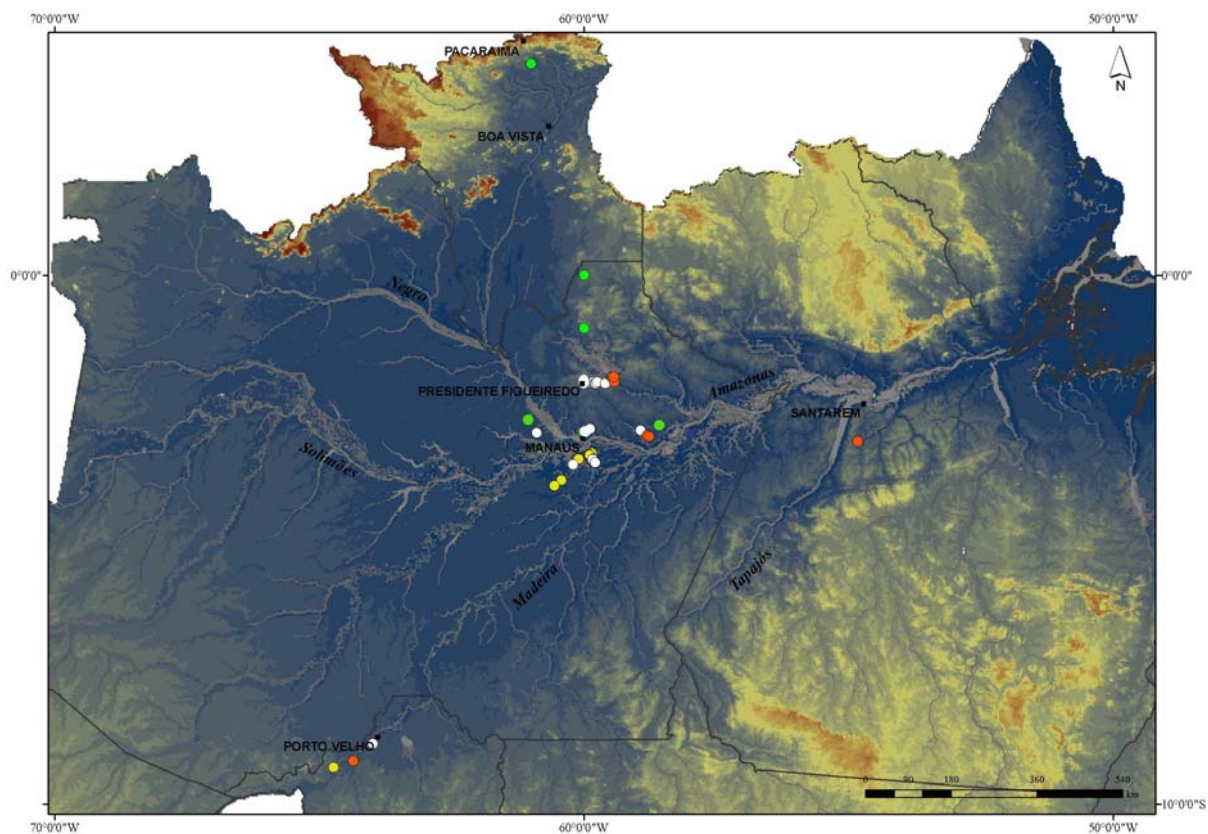 70°0'0"W
60°0'0"W
50°0'0"W
PACARAIMA
N
BOA VISTA
0°0'0"
0°0'0"
Negro
PRESIDENTE FIGUEIREDO
Amazonas
SANTAREM
MANAUS
Solimões
Madeira
Tapajós
PORTO VELHO
0 90 180 360 540
km
10°0'0"S
70°0'0"W
60°0'0"W
50°0'0"W